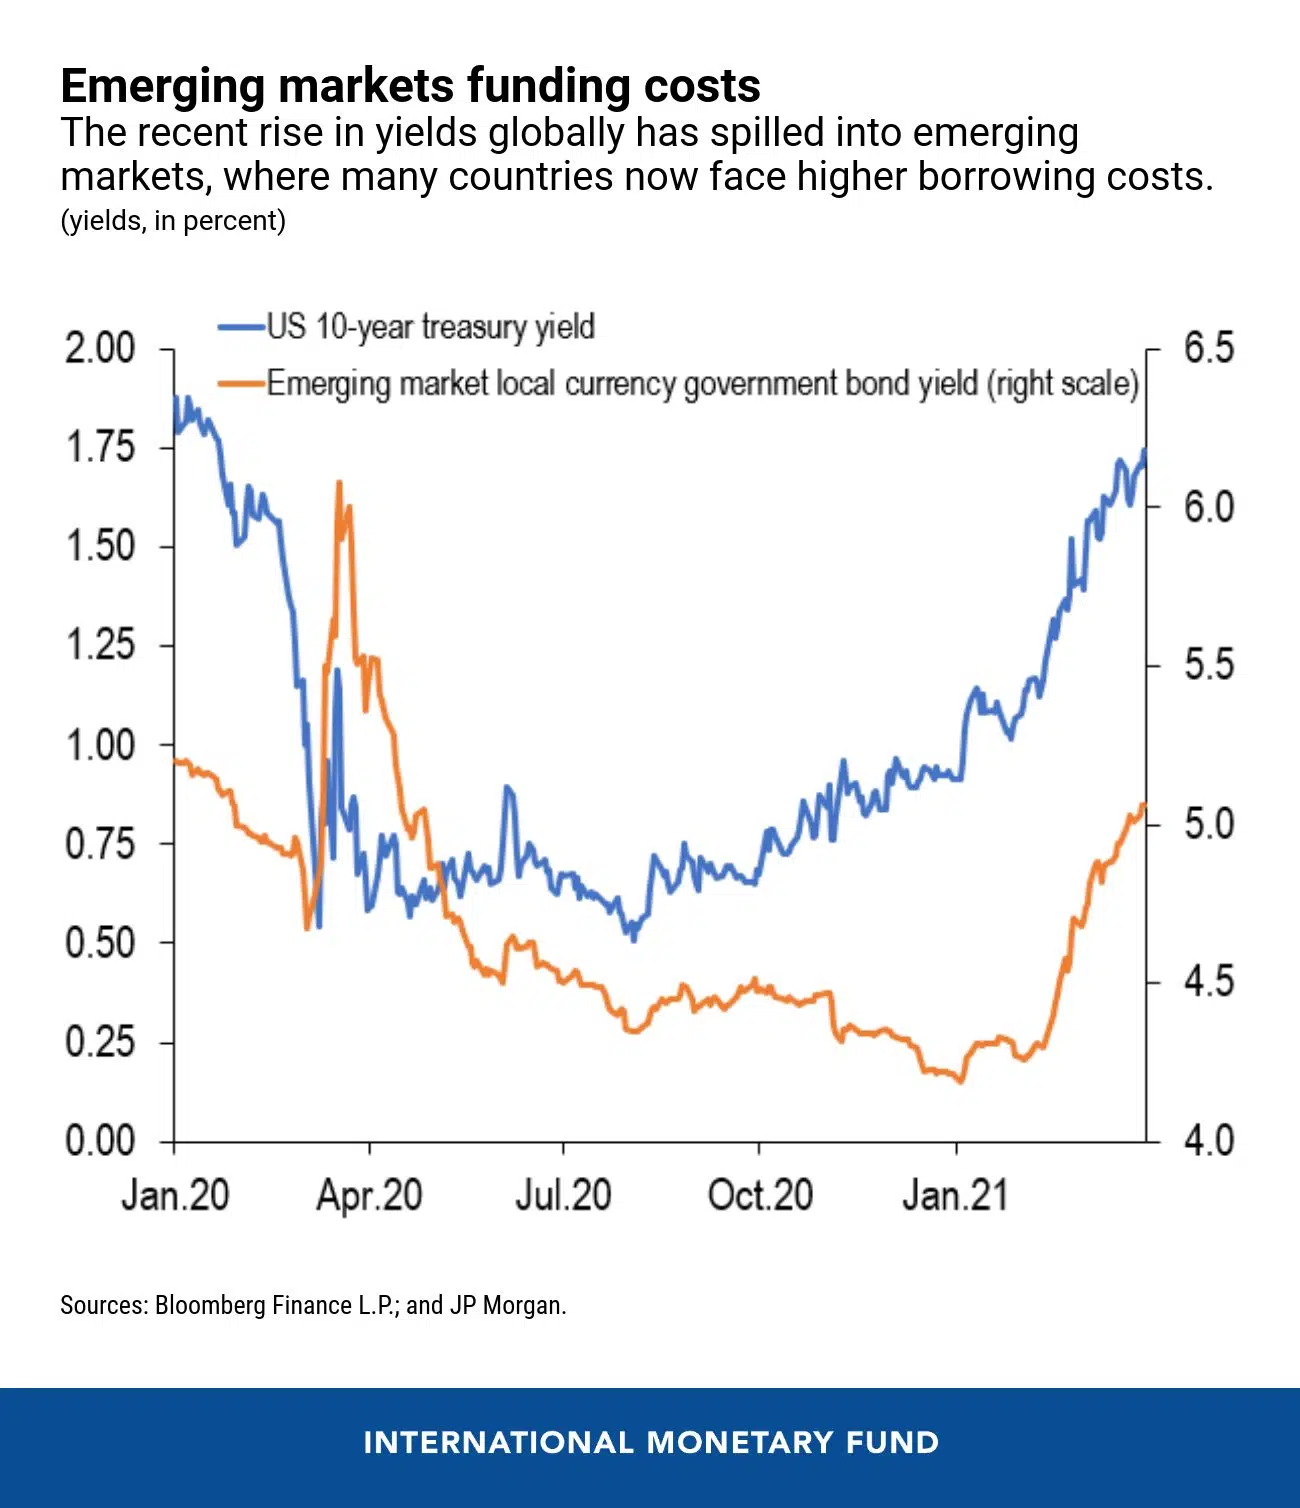 Emerging markets funding costs
The recent rise in yields globally has spilled into emerging
markets, where many countries now face higher borrowing costs.
(yields, in percent)
US 10-year treasury yield
Emerging market local currency government bond yield (right scale)
2.00
1.75
1.50
1.25
1.00
0.75
0.50
0.25
0.00
6.5
6.0
5.5
5.0
4.5
4.0
Jan.20 Apr.20 Jul.20 Oct.20 Jan.21
Sources: Bloomberg Finance L.P.; and JP Morgan.
INTERNATIONAL MONETARY FUND